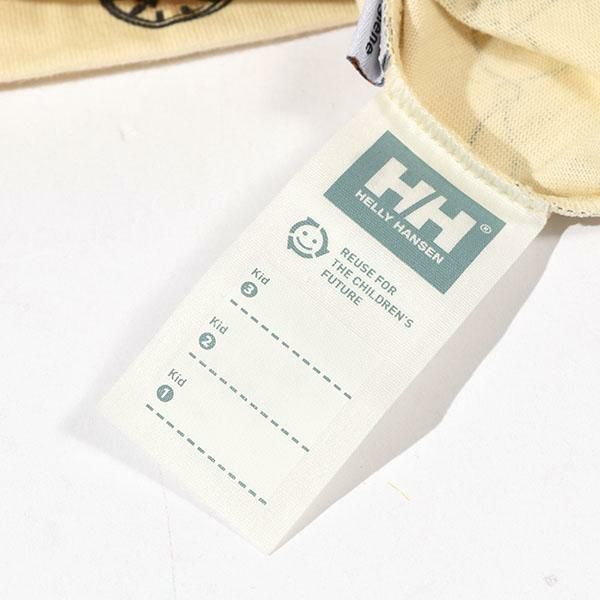 HH®
HELLY HANSEN
REUSE FOR
THE CHILDREN'S
FUTURE
Kid
3
Kid
2
Kid
1